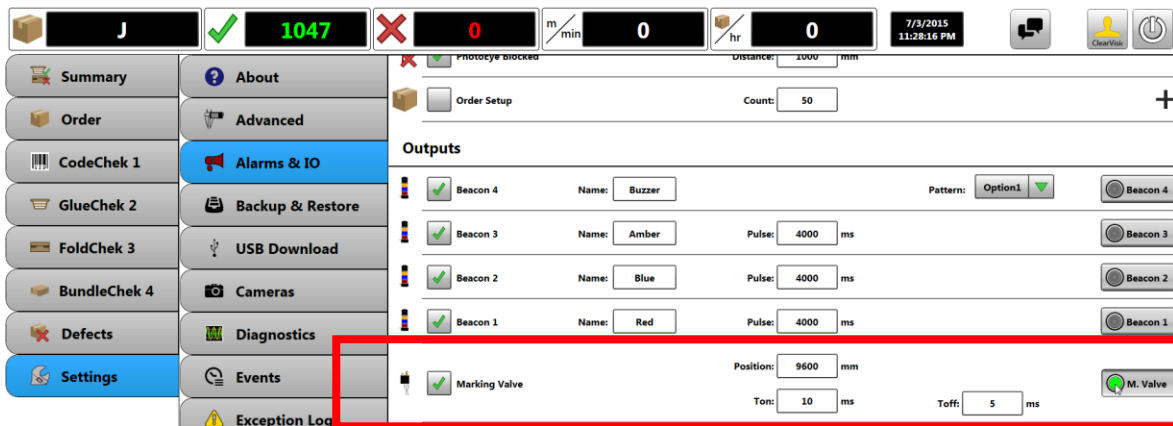 J
1047
0
m/min
0
hr
0
7/3/2015
11:28:16 PM
ClearVision
Summary
Order
CodeChek 1
GlueChek 2
FoldChek 3
BundleChek 4
Defects
Settings
About
Advanced
Alarms & IO
Backup & Restore
USB Download
Cameras
Diagnostics
Events
Exception Log
PhotoEye Blocked Distance: 1000 mm
Order Setup Count: 50 +
Outputs
Beacon 4 Name: Buzzer Pattern: Option1 Beacon 4
Beacon 3 Name: Amber Pulse: 4000 ms Beacon 3
Beacon 2 Name: Blue Pulse: 4000 ms Beacon 2
Beacon 1 Name: Red Pulse: 4000 ms Beacon 1
Position: 9600 mm
Marking Valve M. Valve
Ton: 10 ms Toff: 5 ms